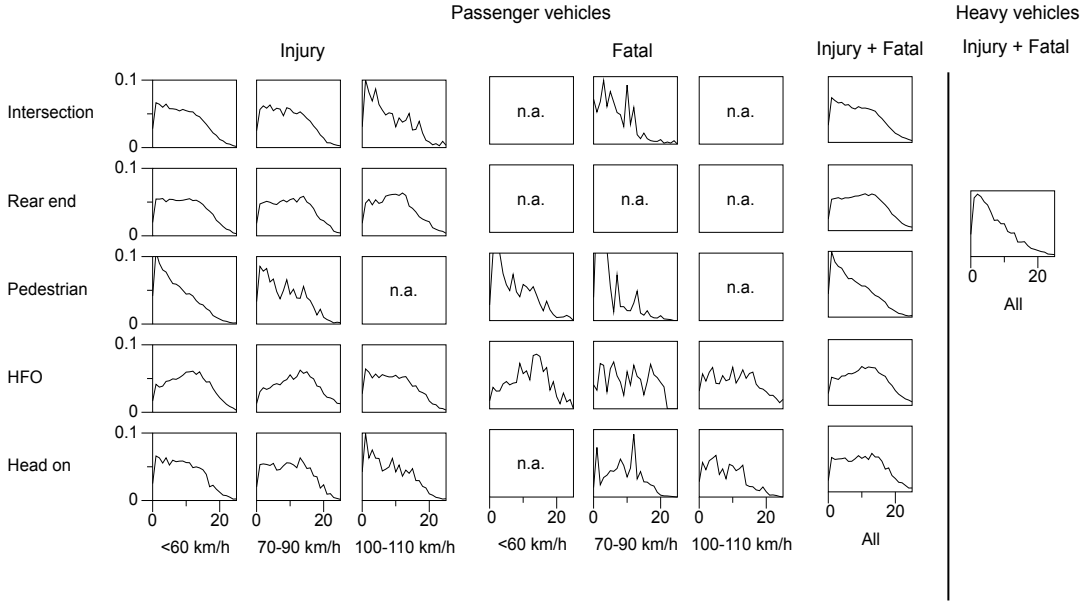 Passenger vehicles
Heavy vehicles
Injury
Fatal
Injury + Fatal
Injury + Fatal
Intersection
0.1
0
n.a.
n.a.
Rear end
0.1
0
n.a.
n.a.
n.a.
Pedestrian
0.1
0
n.a.
n.a.
0
20
All
HFO
0.1
0
Head on
0.1
0
n.a.
0
20
0
20
0
20
0
20
0
20
0
20
0
20
<60 km/h
70-90 km/h
100-110 km/h
<60 km/h
70-90 km/h
100-110 km/h
All